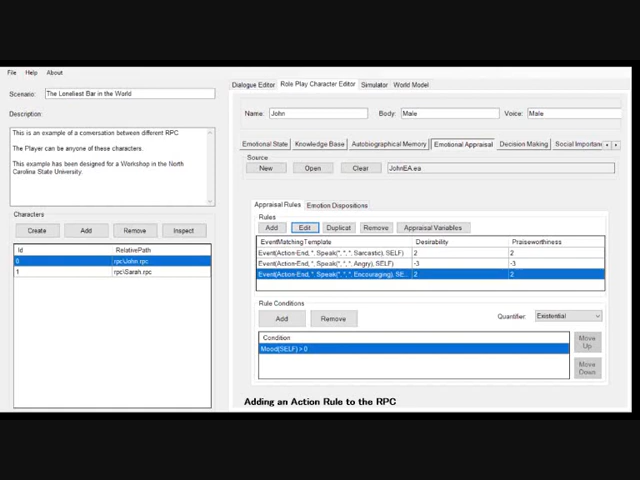 File Help About
Scenario: The Loneliest Bar in the World
Description:
This is an example of a conversation between different RPC
The Player can be anyone of these characters.
This example has been designed for a Workshop in the North
Carolina State University.
Characters
Create Add Remove Inspect
Id RelativePath
0 rpc\John.rpc
1 rpc\Sarah.rpc
Dialogue Editor Role Play Character Editor Simulator World Model
Name: John Body: Male Voice: Male
Emotional State Knowledge Base Autobiographical Memory Emotional Appraisal Decision Making Social Importanc
Source
New Open Clear JohnEA.ea
Appraisal Rules Emotion Dispositions
Rules
Add Edit Duplicat Remove Appraisal Variables
EventMatchingTemplate Desirability Praiseworthiness
Event(Action-End, *, Speak(*, *, *, Sarcastic), SELF) 2 2
Event(Action-End, *, Speak(*, *, *, Angry), SELF) -3 -3
Event(Action-End, *, Speak(*, *, *, Encouraging), SE... 2 2
Rule Conditions
Add Remove Quantifier: Existential
Condition
Mood(SELF) > 0
Move Up
Move Down
Adding an Action Rule to the RPC